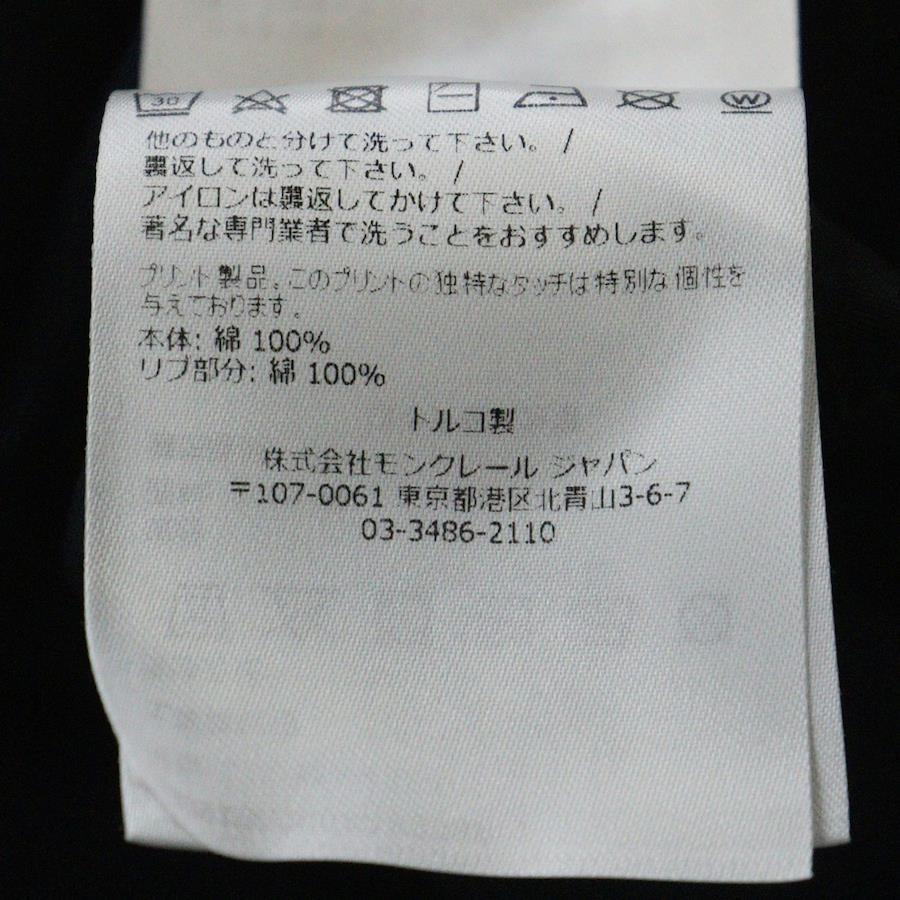 30
W
他のものと分けて洗って下さい。 /
裏返して洗って下さい。 /
アイロンは裏返してかけて下さい。 /
著名な専門業者で洗うことをおすすめします。
プリント製品。このプリントの独特なタッチは特別な個性を
与えております。
本体: 綿 100%
リブ部分: 綿 100%
トルコ製
株式会社モンクレール ジャパン
〒107-0061 東京都港区北青山3-6-7
03-3486-2110